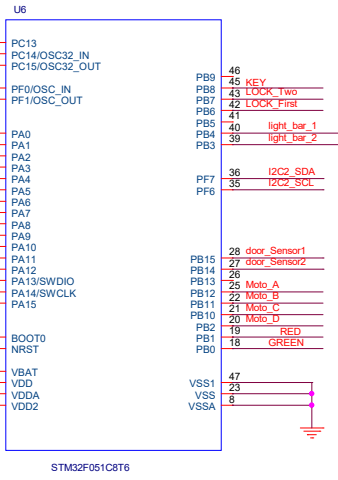 U6
PC13
PC14/OSC32_IN
PC15/OSC32_OUT
PB9 46
PF0/OSC_IN PB8 45 KEY
PF1/OSC_OUT PB7 43 LOCK_Two
PB6 42 LOCK_First
PB5 41
PA0 PB4 40 light_bar_1
PA1 PB3 39 light_bar_2
PA2
PA3
PA4 PF7 36 I2C2_SDA
PA5 PF6 35 I2C2_SCL
PA6
PA7
PA8
PA9
PA10
PA11 PB15 28 door_Sensor1
PA12 PB14 27 door_Sensor2
PA13/SWDIO PB13 26
PA14/SWCLK PB12 25 Moto_A
PA15 PB11 22 Moto_B
PB10 21 Moto_C
PB2 20 Moto_D
BOOT0 PB1 19 RED
NRST PB0 18 GREEN
VBAT
VDD VSS1 47
VDDA VSS 23
VDD2 VSSA 8
STM32F051C8T6